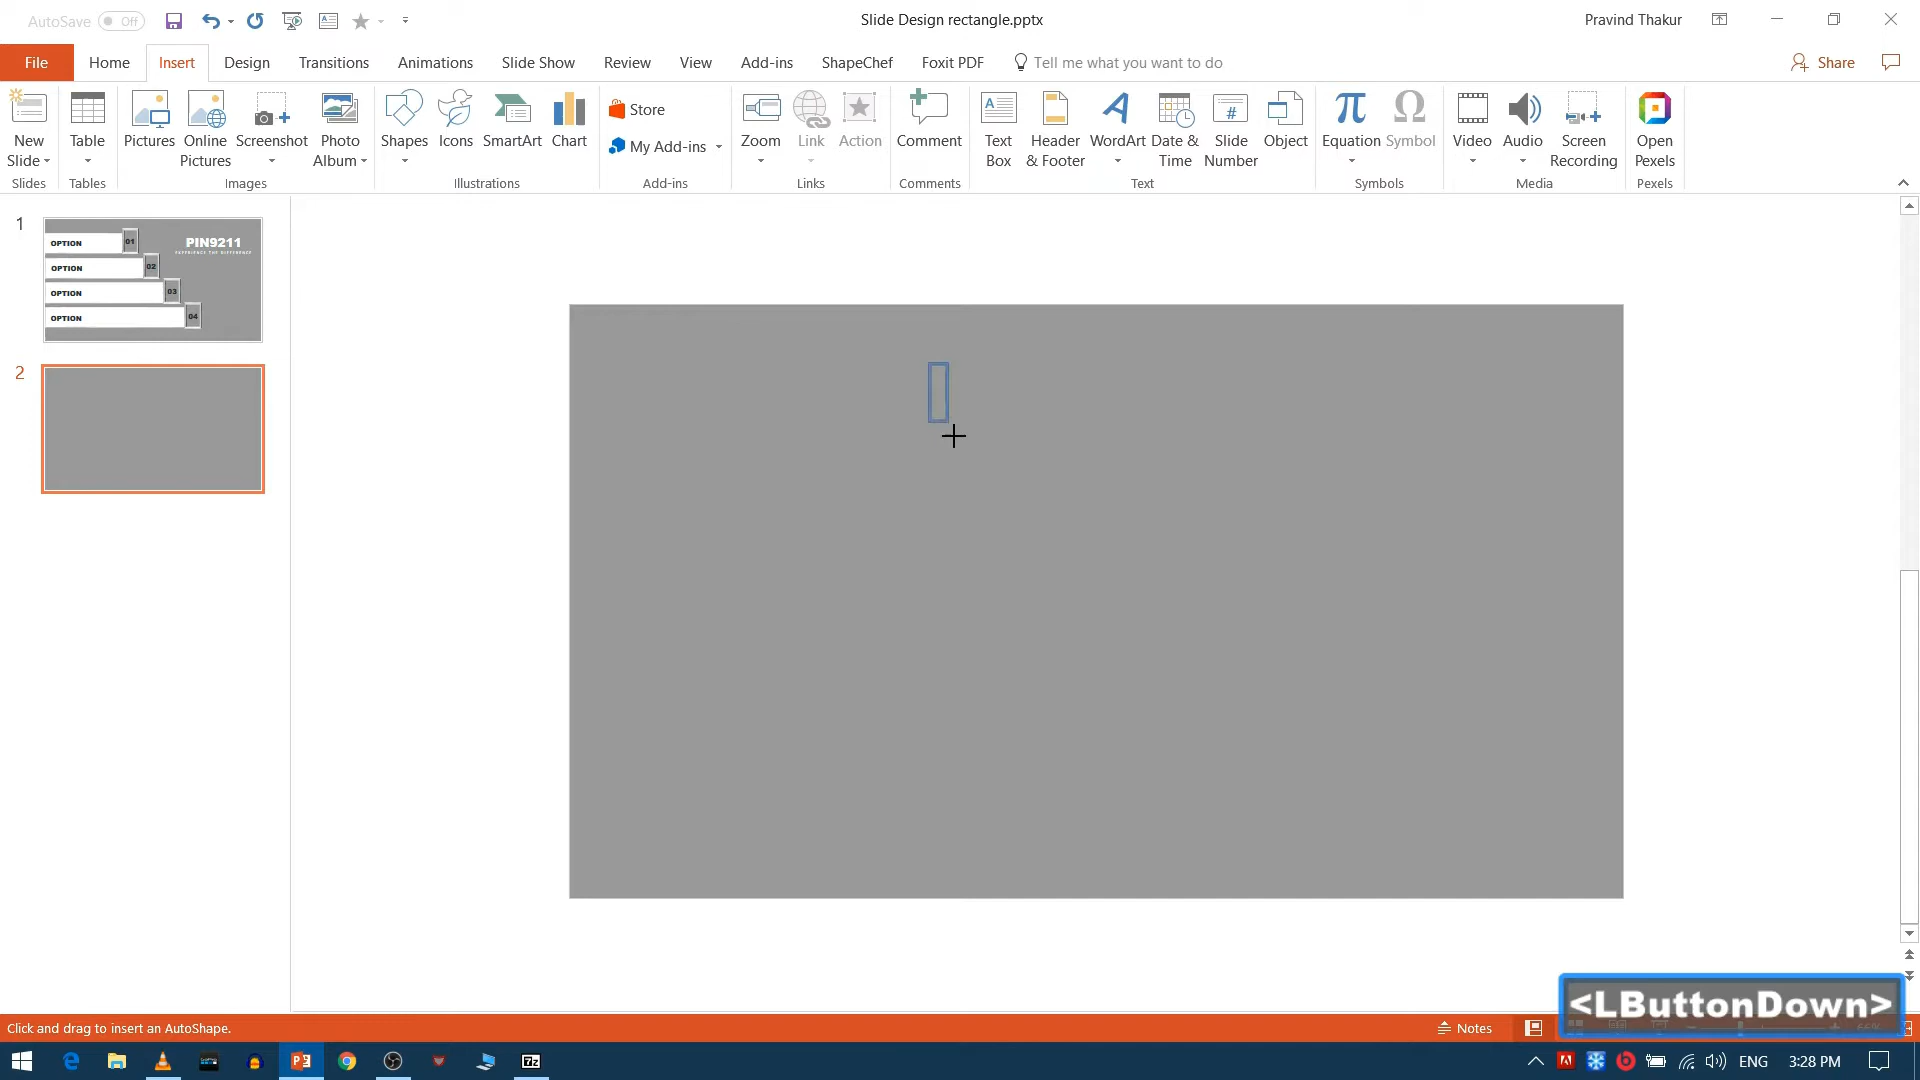 AutoSave Off
Slide Design rectangle.pptx
Pravind Thakur
File Home Insert Design Transitions Animations Slide Show Review View Add-ins ShapeChef Foxit PDF Tell me what you want to do Share
New Slide
Slides
Table
Tables
Pictures
Online Pictures
Screenshot
Photo Album
Images
Shapes
Icons
SmartArt
Chart
Illustrations
Store
My Add-ins
Add-ins
Zoom
Link
Action
Links
Comment
Comments
Text Box
Header & Footer
WordArt
Date & Time
Slide Number
Object
Text
Equation
Symbol
Symbols
Video
Audio
Screen Recording
Media
Open Pexels
Pexels
1
OPTION 01
PIN9211
EXPERIENCE THE DIFFERENCE
OPTION 02
OPTION 03
OPTION 04
2
<LButtonDown>
Click and drag to insert an AutoShape.
Notes
ENG
3:28 PM